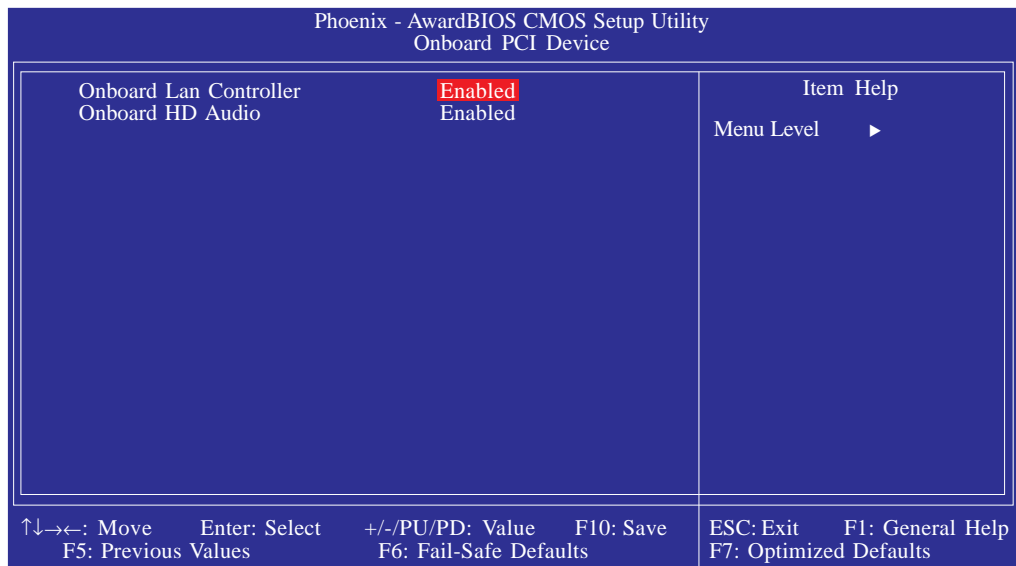 Phoenix - AwardBIOS CMOS Setup Utility
Onboard PCI Device
Onboard Lan Controller Enabled
Onboard HD Audio Enabled
Item Help
Menu Level ►
↑↓→←: Move Enter: Select +/-/PU/PD: Value F10: Save ESC: Exit F1: General Help
F5: Previous Values F6: Fail-Safe Defaults F7: Optimized Defaults